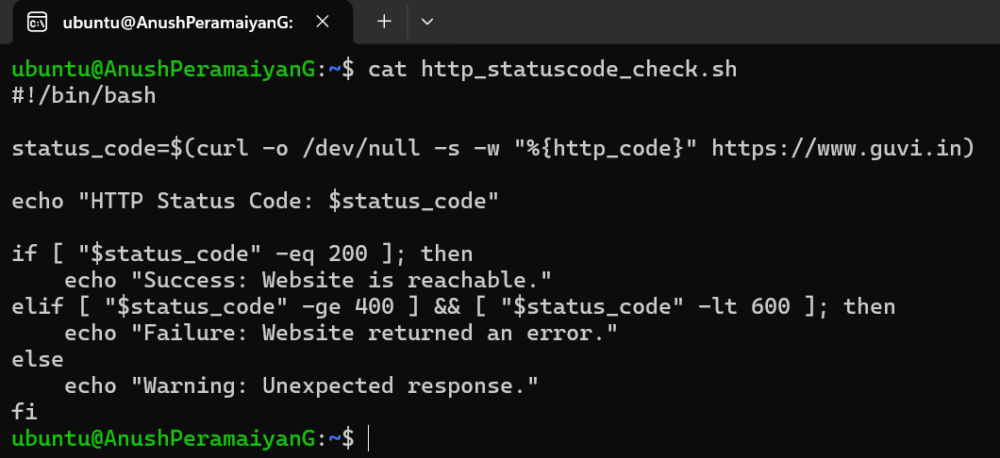 ubuntu@AnushPeramaiyanG:
ubuntu@AnushPeramaiyanG:~$ cat http_statuscode_check.sh
#!/bin/bash
status_code=$(curl -o /dev/null -s -w "%{http_code}" https://www.guvi.in)
echo "HTTP Status Code: $status_code"
if [ "$status_code" -eq 200 ]; then
    echo "Success: Website is reachable."
elif [ "$status_code" -ge 400 ] && [ "$status_code" -lt 600 ]; then
    echo "Failure: Website returned an error."
else
    echo "Warning: Unexpected response."
fi
ubuntu@AnushPeramaiyanG:~$